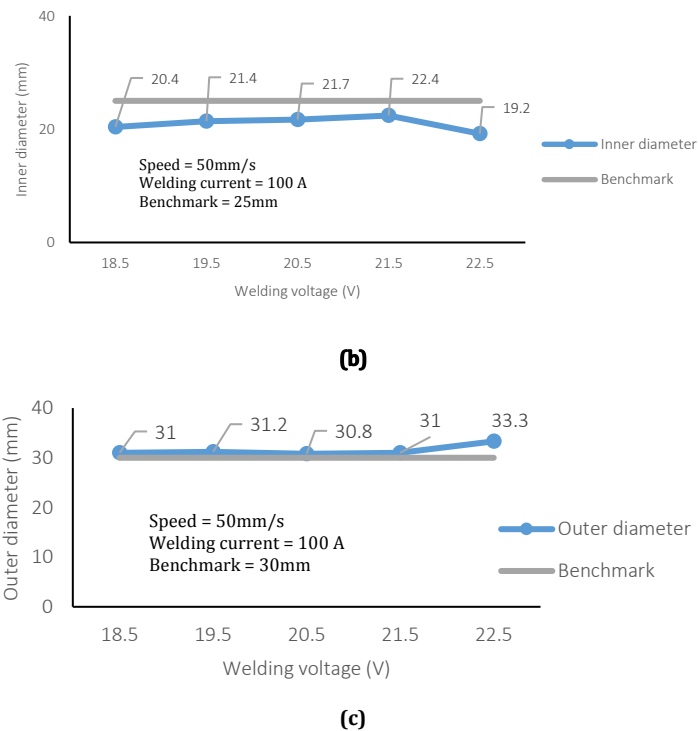 40
20.4
21.4
21.7
22.4
19.2
20
0
Inner diameter (mm)
Speed = 50mm/s
Welding current = 100 A
Benchmark = 25mm
Inner diameter
Benchmark
18.5 19.5 20.5 21.5 22.5
Welding voltage (V)
(b)
40
31
31.2
30.8
31
33.3
30
20
10
0
Outer diameter (mm)
Speed = 50mm/s
Welding current = 100 A
Benchmark = 30mm
Outer diameter
Benchmark
18.5 19.5 20.5 21.5 22.5
Welding voltage (V)
(c)